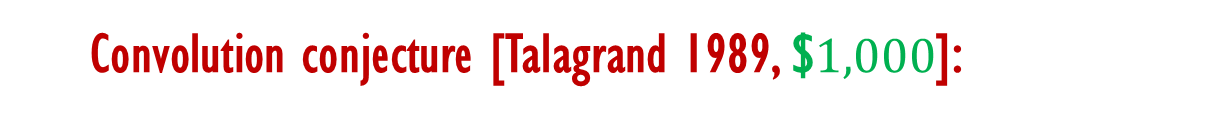 Convolution conjecture [Talagrand 1989, $1,000]: